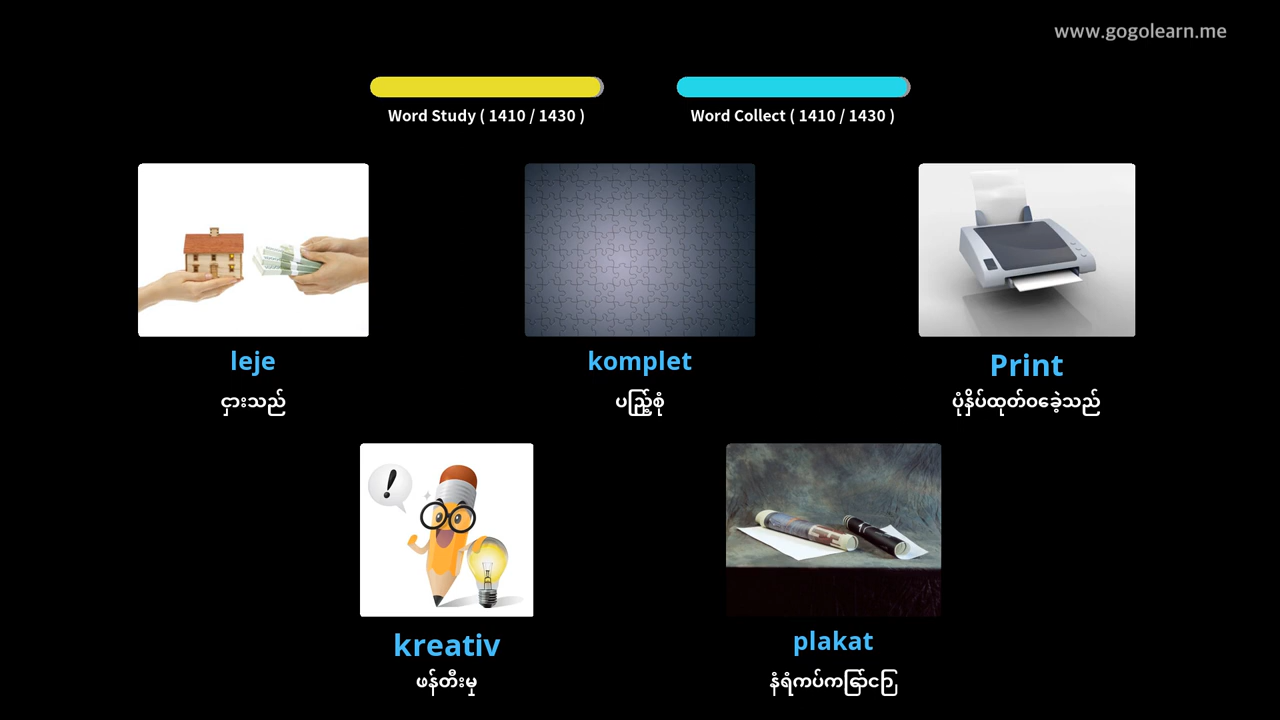 www.gogolearn.me
Word Study ( 1410 / 1430 )
Word Collect ( 1410 / 1430 )
leje
ငှားသည်
komplet
ပြည့်စုံ
Print
ပုံနှိပ်ထုတ်ဝေခဲ့သည်
kreativ
ဖန်တီးမှု
plakat
နံရံကပ်ကြော်ငြာ